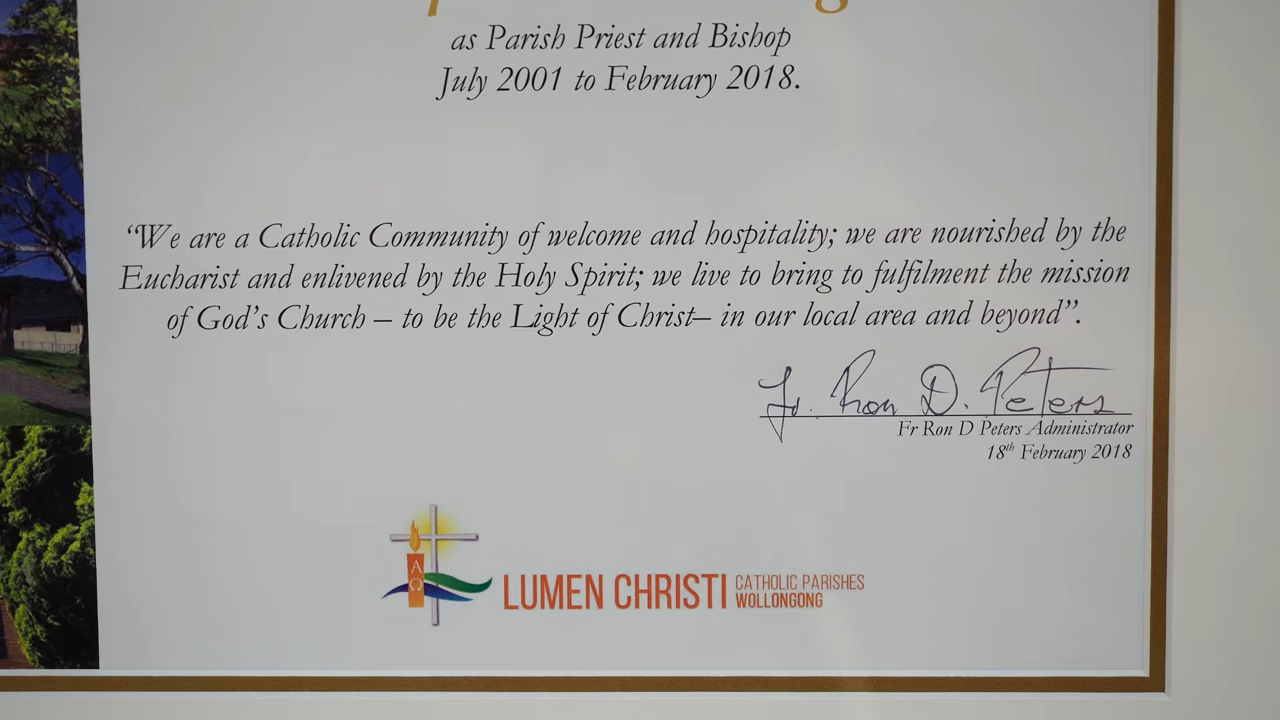 as Parish Priest and Bishop
July 2001 to February 2018.
“We are a Catholic Community of welcome and hospitality; we are nourished by the
Eucharist and enlivened by the Holy Spirit; we live to bring to fulfilment the mission
of God’s Church – to be the Light of Christ– in our local area and beyond”.
Fr. Ron D. Peters
Fr Ron D Peters Administrator
18th February 2018
Α
Ω
LUMEN CHRISTI
CATHOLIC PARISHES
WOLLONGONG